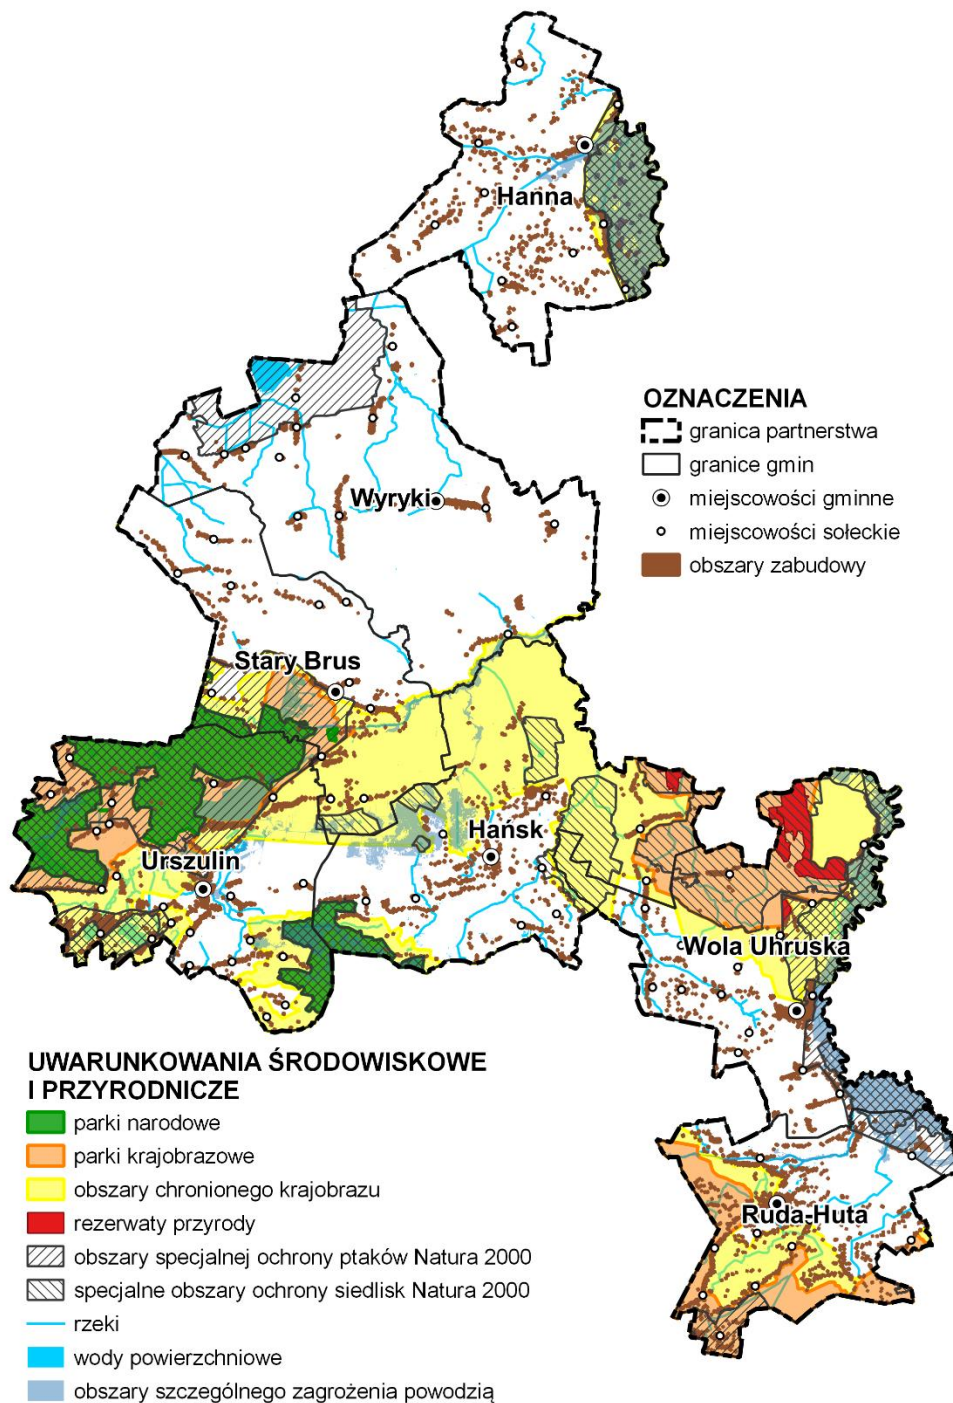 Hanna
OZNACZENIA
granica partnerstwa
granice gmin
miejscowości gminne
miejscowości sołeckie
obszary zabudowy
Wyryki
Stary Brus
Hańsk
Urszulin
Wola Uhruska
UWARUNKOWANIA ŚRODOWISKOWE
I PRZYRODNICZE
parki narodowe
parki krajobrazowe
obszary chronionego krajobrazu
rezerwaty przyrody
obszary specjalnej ochrony ptaków Natura 2000
specjalne obszary ochrony siedlisk Natura 2000
rzeki
wody powierzchniowe
obszary szczególnego zagrożenia powodzią
Ruda-Huta